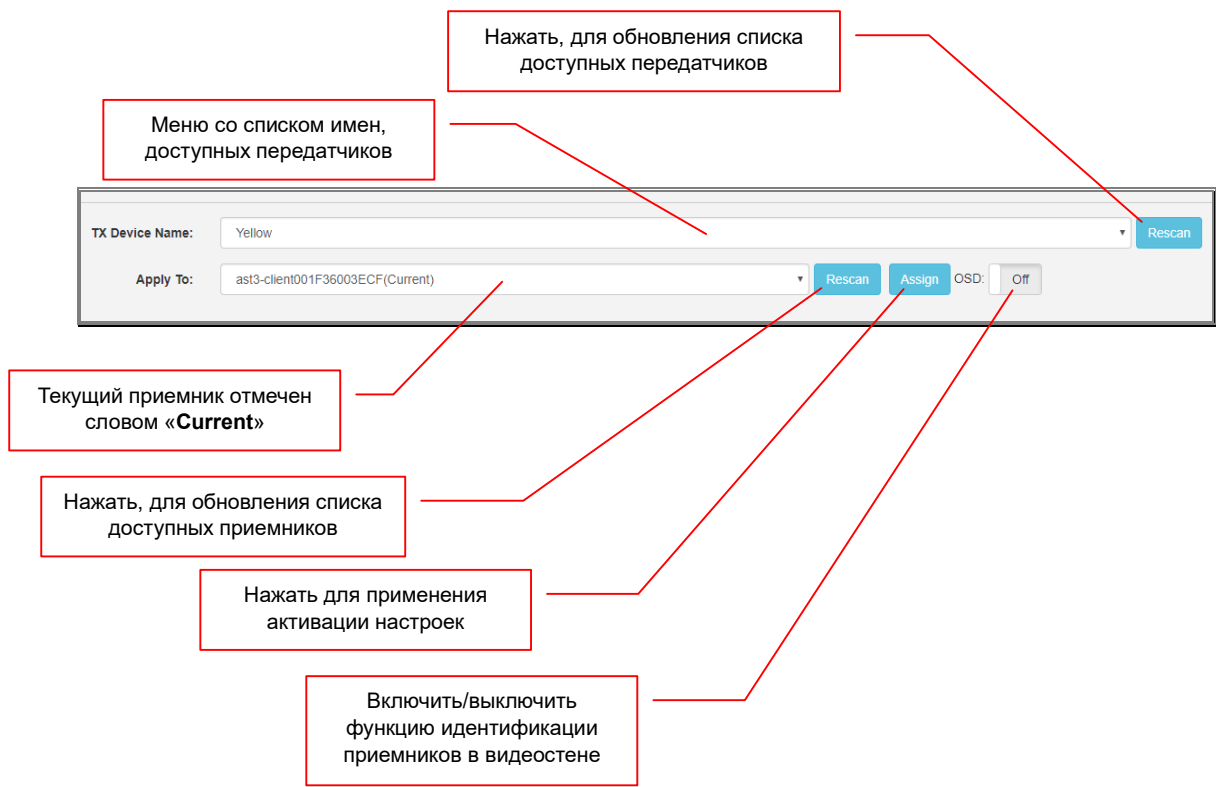 Нажать, для обновления списка
доступных передатчиков
Меню со списком имен,
доступных передатчиков
TX Device Name: Yellow Rescan
Apply To: ast3-client001F36003ECF(Current) Rescan Assign OSD: Off
Текущий приемник отмечен
словом «Current»
Нажать, для обновления списка
доступных приемников
Нажать для применения
активации настроек
Включить/выключить
функцию идентификации
приемников в видеостене